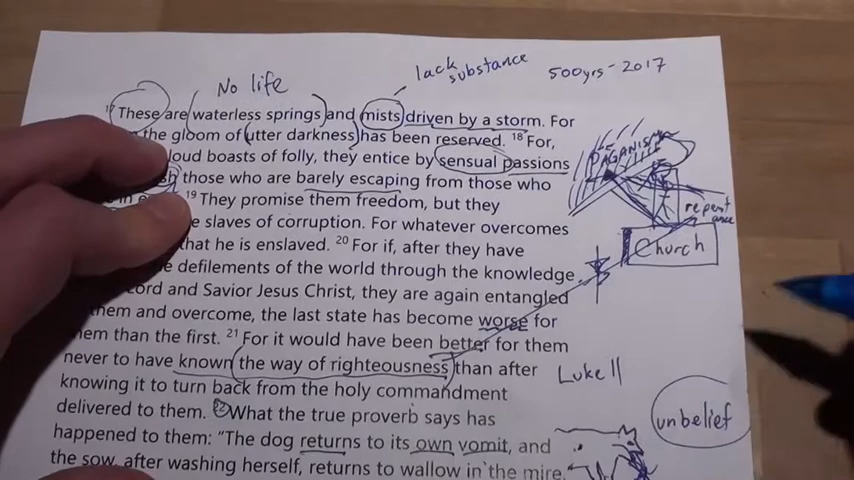 No life
lack
substance
500yrs - 2017
17 These are waterless springs and mists driven by a storm. For
the gloom of utter darkness has been reserved. 18 For,
loud boasts of folly, they entice by sensual passions
those who are barely escaping from those who
19 They promise them freedom, but they
slaves of corruption. For whatever overcomes
that he is enslaved. 20 For if, after they have
defilements of the world through the knowledge
Lord and Savior Jesus Christ, they are again entangled
them and overcome, the last state has become worse for
them than the first. 21 For it would have been better for them
never to have known the way of righteousness than after
knowing it to turn back from the holy commandment
delivered to them. 22 What the true proverb says has
happened to them: “The dog returns to its own vomit, and
the sow, after washing herself, returns to wallow in the mire.
PAGANISM
repent
ance
Church
Luke 11
unbelief